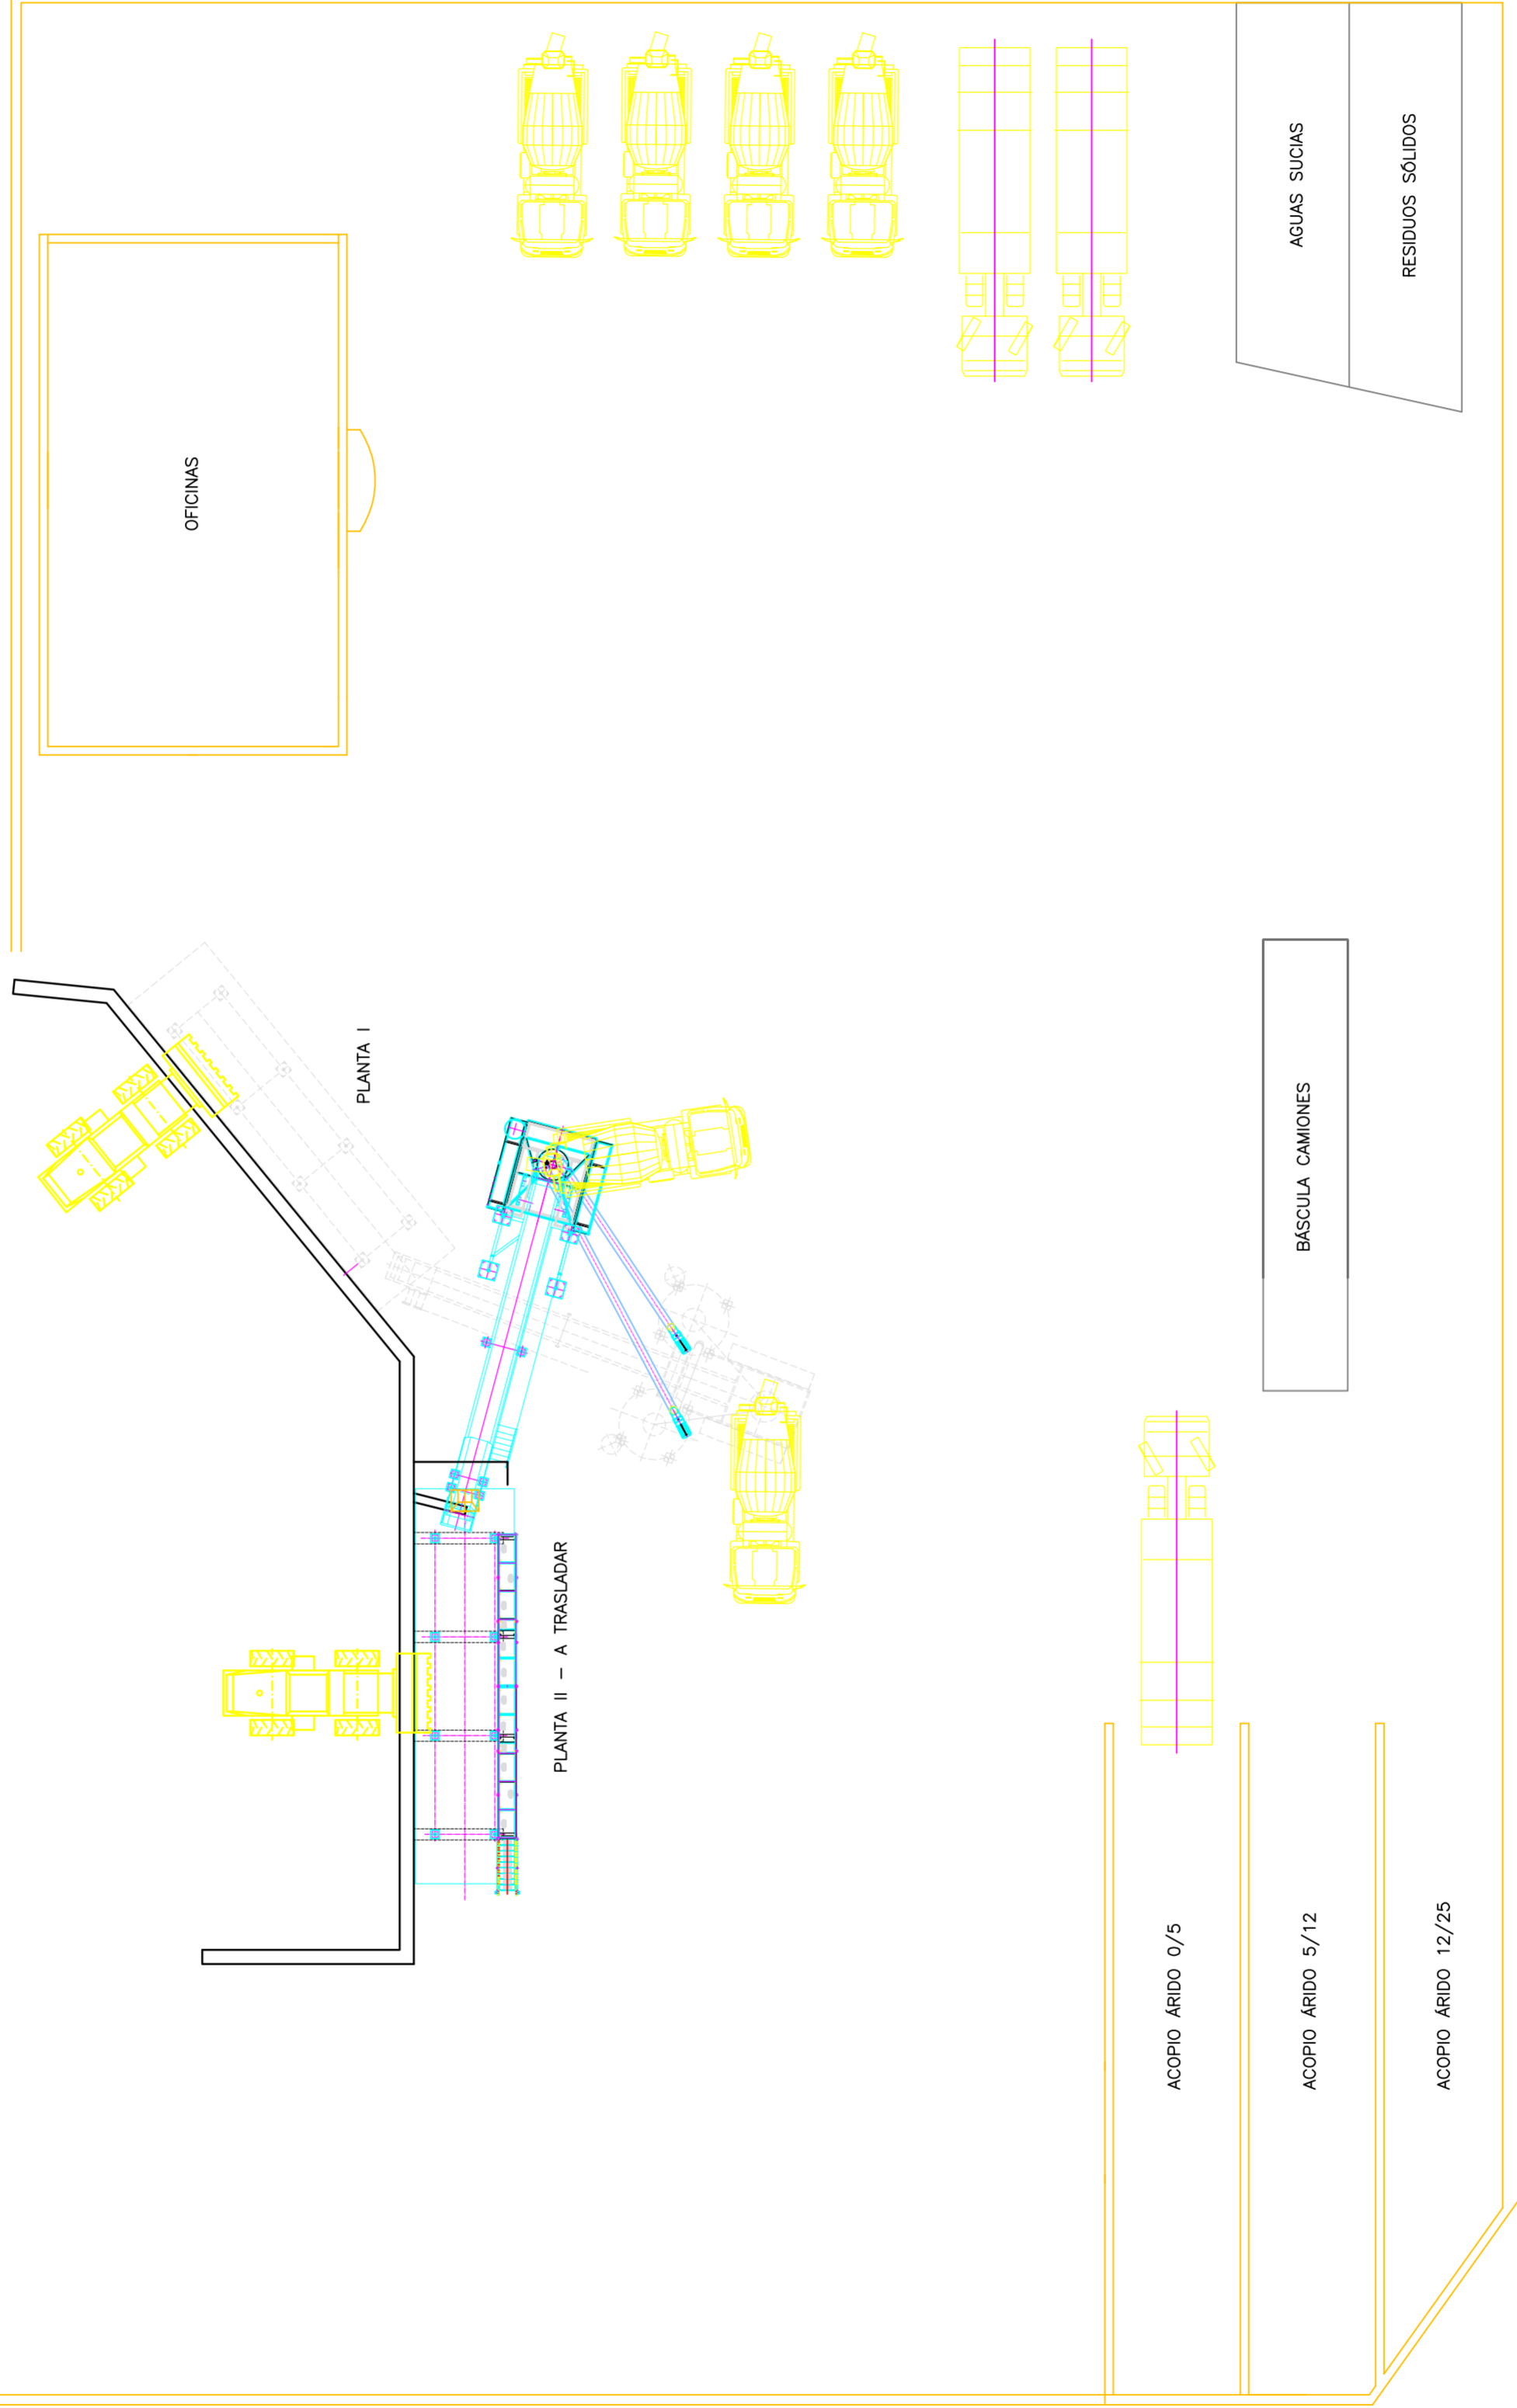 OFICINAS
AGUAS SUCIAS
RESIDUOS SÓLIDOS
PLANTA I
BÁSCULA CAMIONES
PLANTA II - A TRASLADAR
ACOPIO ÁRIDO 0/5
ACOPIO ÁRIDO 5/12
ACOPIO ÁRIDO 12/25